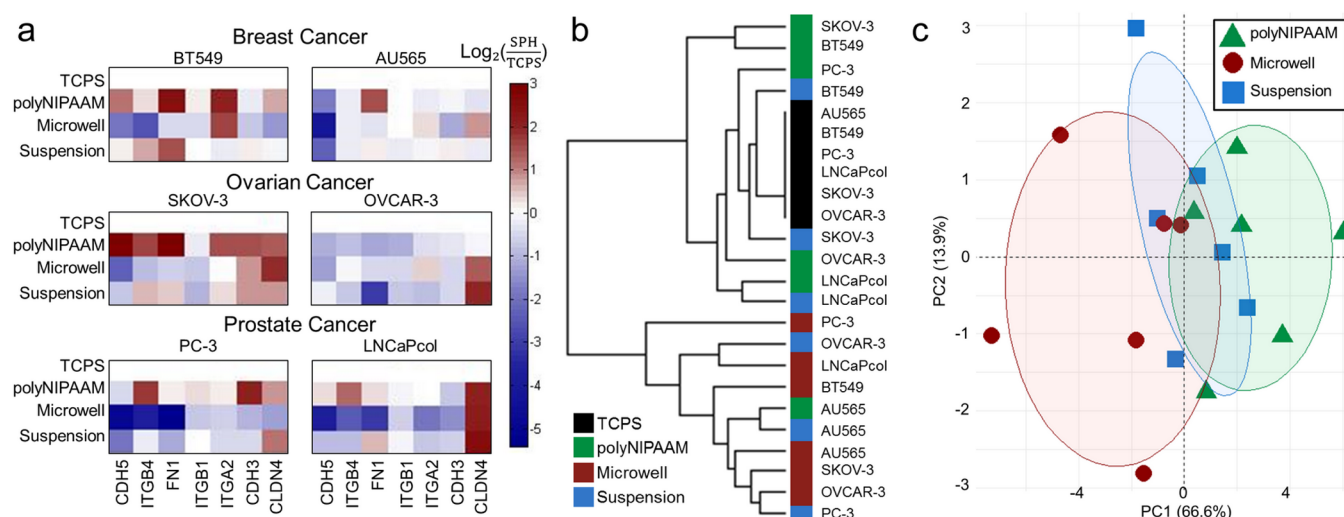 a
Breast Cancer
BT549
AU565
TCPS
polyNIPAAM
Microwell
Suspension
Ovarian Cancer
SKOV-3
OVCAR-3
TCPS
polyNIPAAM
Microwell
Suspension
Prostate Cancer
PC-3
LNCaPcol
TCPS
polyNIPAAM
Microwell
Suspension
CDH5
ITGB4
FN1
ITGB1
ITGA2
CDH3
CLDN4
CDH5
ITGB4
FN1
ITGB1
ITGA2
CDH3
CLDN4
Log₂(SPH/TCPS)
3
2
1
0
-1
-2
-3
-4
-5
b
SKOV-3
BT549
PC-3
BT549
AU565
BT549
PC-3
LNCaPcol
SKOV-3
OVCAR-3
SKOV-3
OVCAR-3
LNCaPcol
LNCaPcol
PC-3
OVCAR-3
LNCaPcol
BT549
AU565
AU565
AU565
SKOV-3
OVCAR-3
PC-3
TCPS
polyNIPAAM
Microwell
Suspension
c
polyNIPAAM
Microwell
Suspension
PC2 (13.9%)
3
2
1
0
-1
-2
-3
-4
0
4
PC1 (66.6%)